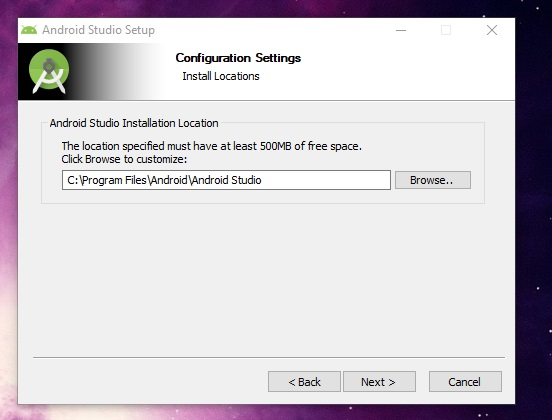 Android Studio Setup
Configuration Settings
Install Locations
Android Studio Installation Location
The location specified must have at least 500MB of free space.
Click Browse to customize:
C:\Program Files\Android\Android Studio
Browse..
< Back
Next >
Cancel